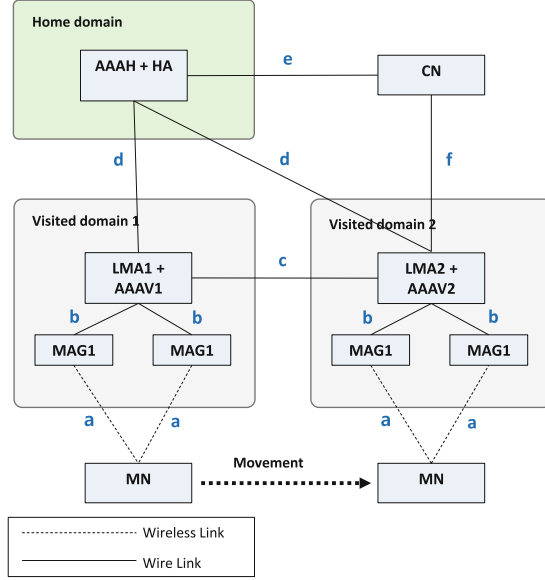 Home domain
AAAH + HA
e
CN
d
d
f
Visited domain 1
Visited domain 2
LMA1 +
AAAV1
c
LMA2 +
AAAV2
b
b
b
b
MAG1
MAG1
MAG1
MAG1
a
a
a
a
MN
Movement
MN
Wireless Link
Wire Link